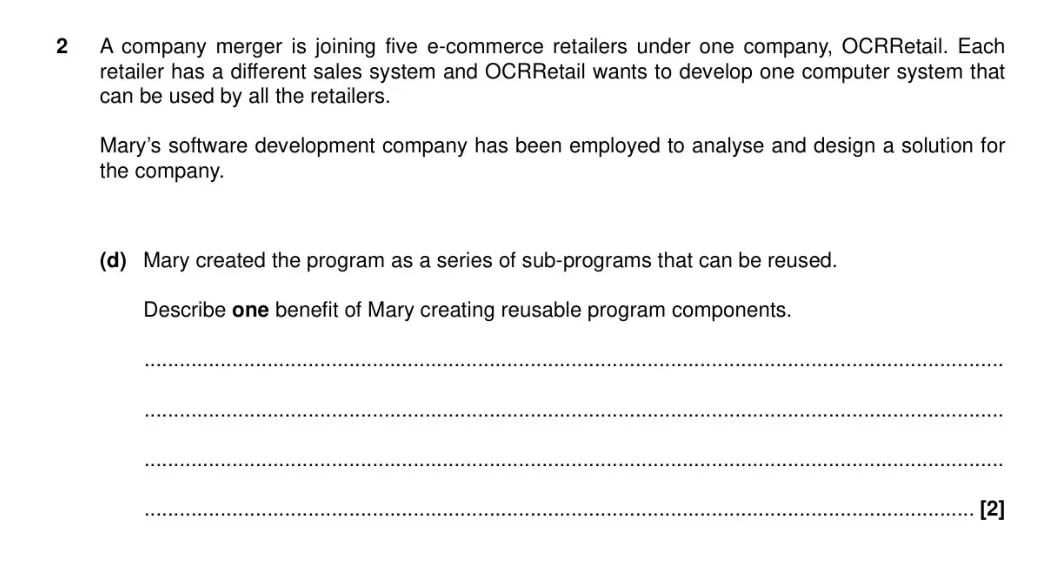 2 A company merger is joining five e-commerce retailers under one company, OCRRetail. Each
retailer has a different sales system and OCRRetail wants to develop one computer system that
can be used by all the retailers.
Mary's software development company has been employed to analyse and design a solution for
the company.
(d) Mary created the program as a series of sub-programs that can be reused.
Describe one benefit of Mary creating reusable program components.
[2]